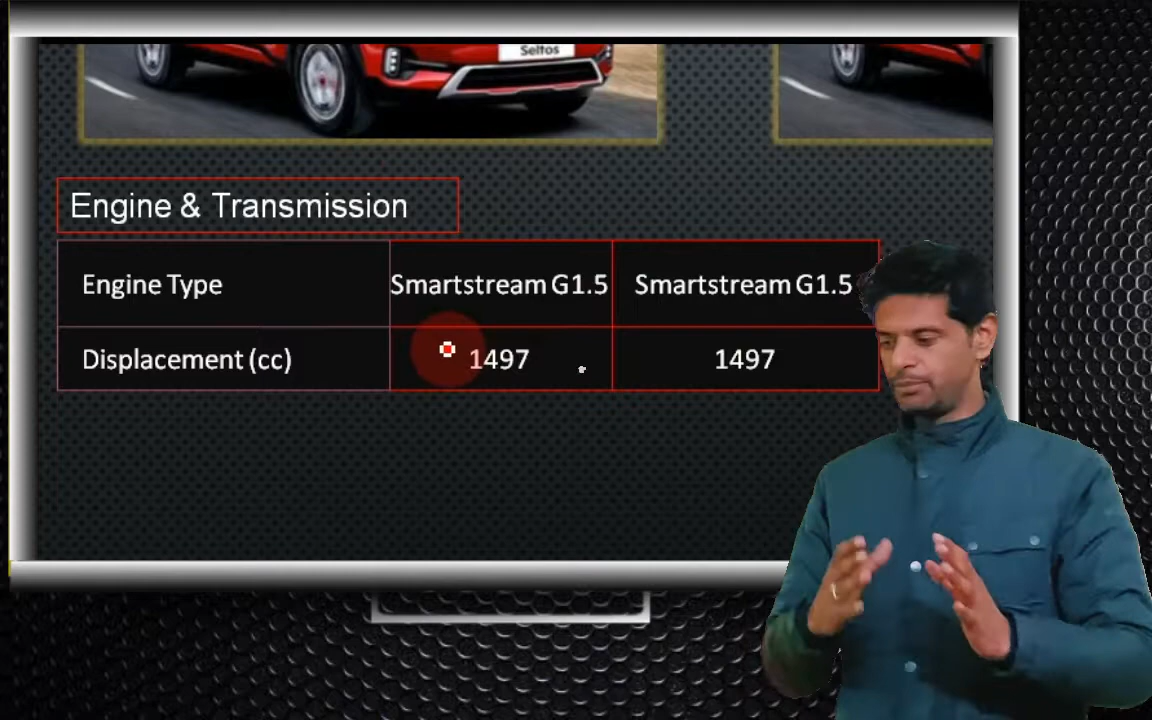 Seltos
Engine & Transmission
Engine Type Smartstream G1.5 Smartstream G1.5
Displacement (cc) 1497 1497